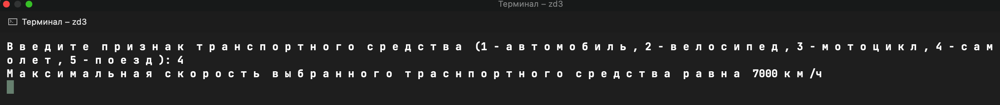 Терминал – zd3
Терминал – zd3
Введите признак транспортного средства (1-автомобиль,2-велосипед,3-мотоцикл,4-сам
олет,5-поезд): 4
Максимальная скорость выбранного траснпортного средства равна 7000км/ч